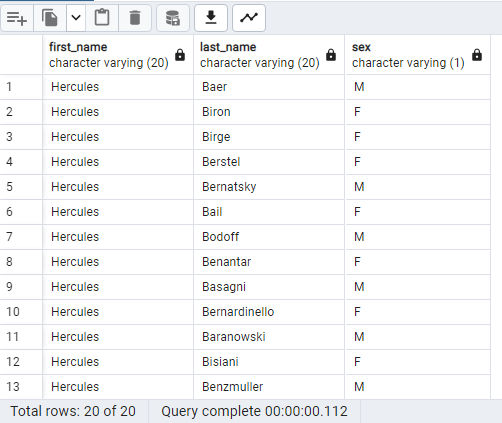 first_name last_name sex
character varying (20) character varying (20) character varying (1)
1 Hercules Baer M
2 Hercules Biron F
3 Hercules Birge F
4 Hercules Berstel F
5 Hercules Bernatsky M
6 Hercules Bail F
7 Hercules Bodoff M
8 Hercules Benantar F
9 Hercules Basagni M
10 Hercules Bernardinello F
11 Hercules Baranowski M
12 Hercules Bisiani F
13 Hercules Benzmuller M
Total rows: 20 of 20 Query complete 00:00:00.112